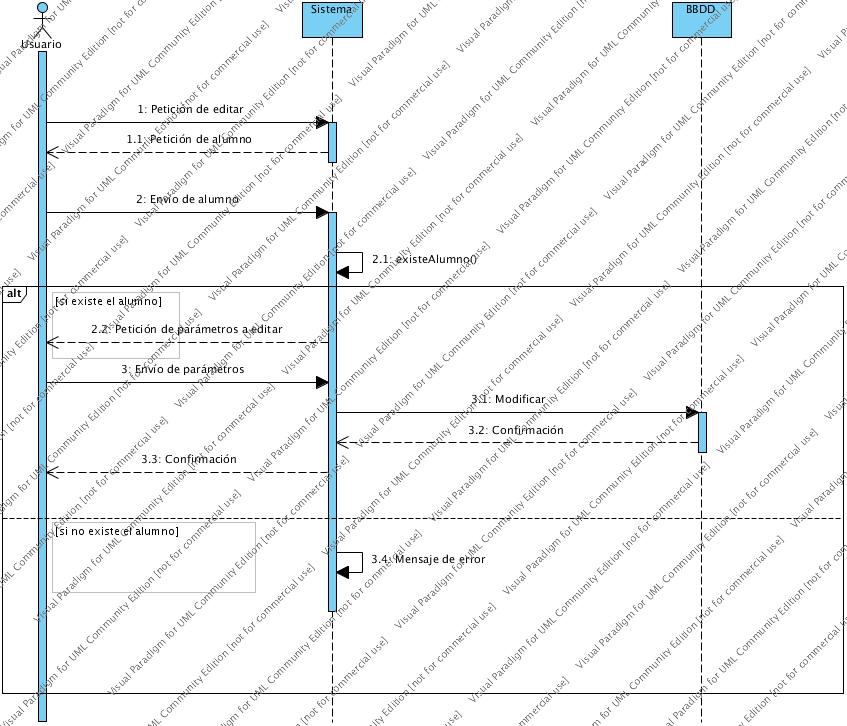 Usuario
Sistema
BBDD
1: Petición de editar
1.1: Petición de alumno
2: Envío de alumno
2.1: existeAlumno()
alt
[si existe el alumno]
2.2: Petición de parámetros a editar
3: Envío de parámetros
3.1: Modificar
3.2: Confirmación
3.3: Confirmación
[si no existe el alumno]
3.4: Mensaje de error
Visual Paradigm for UML Community Edition [not for commercial use]